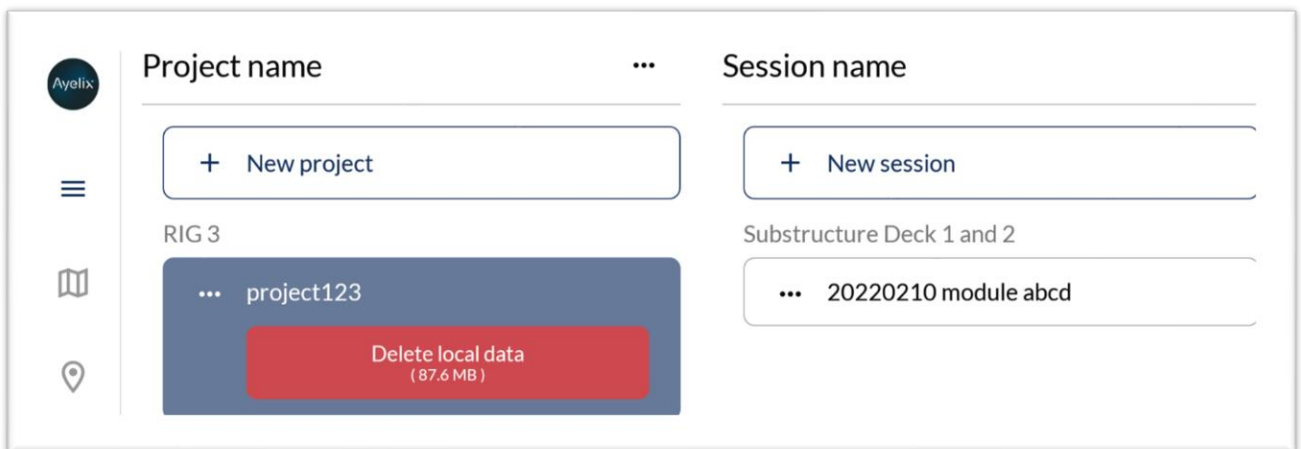 Ayelix
Project name
...
+ New project
RIG 3
... project123
Delete local data
( 87.6 MB )
Session name
+ New session
Substructure Deck 1 and 2
... 20220210 module abcd